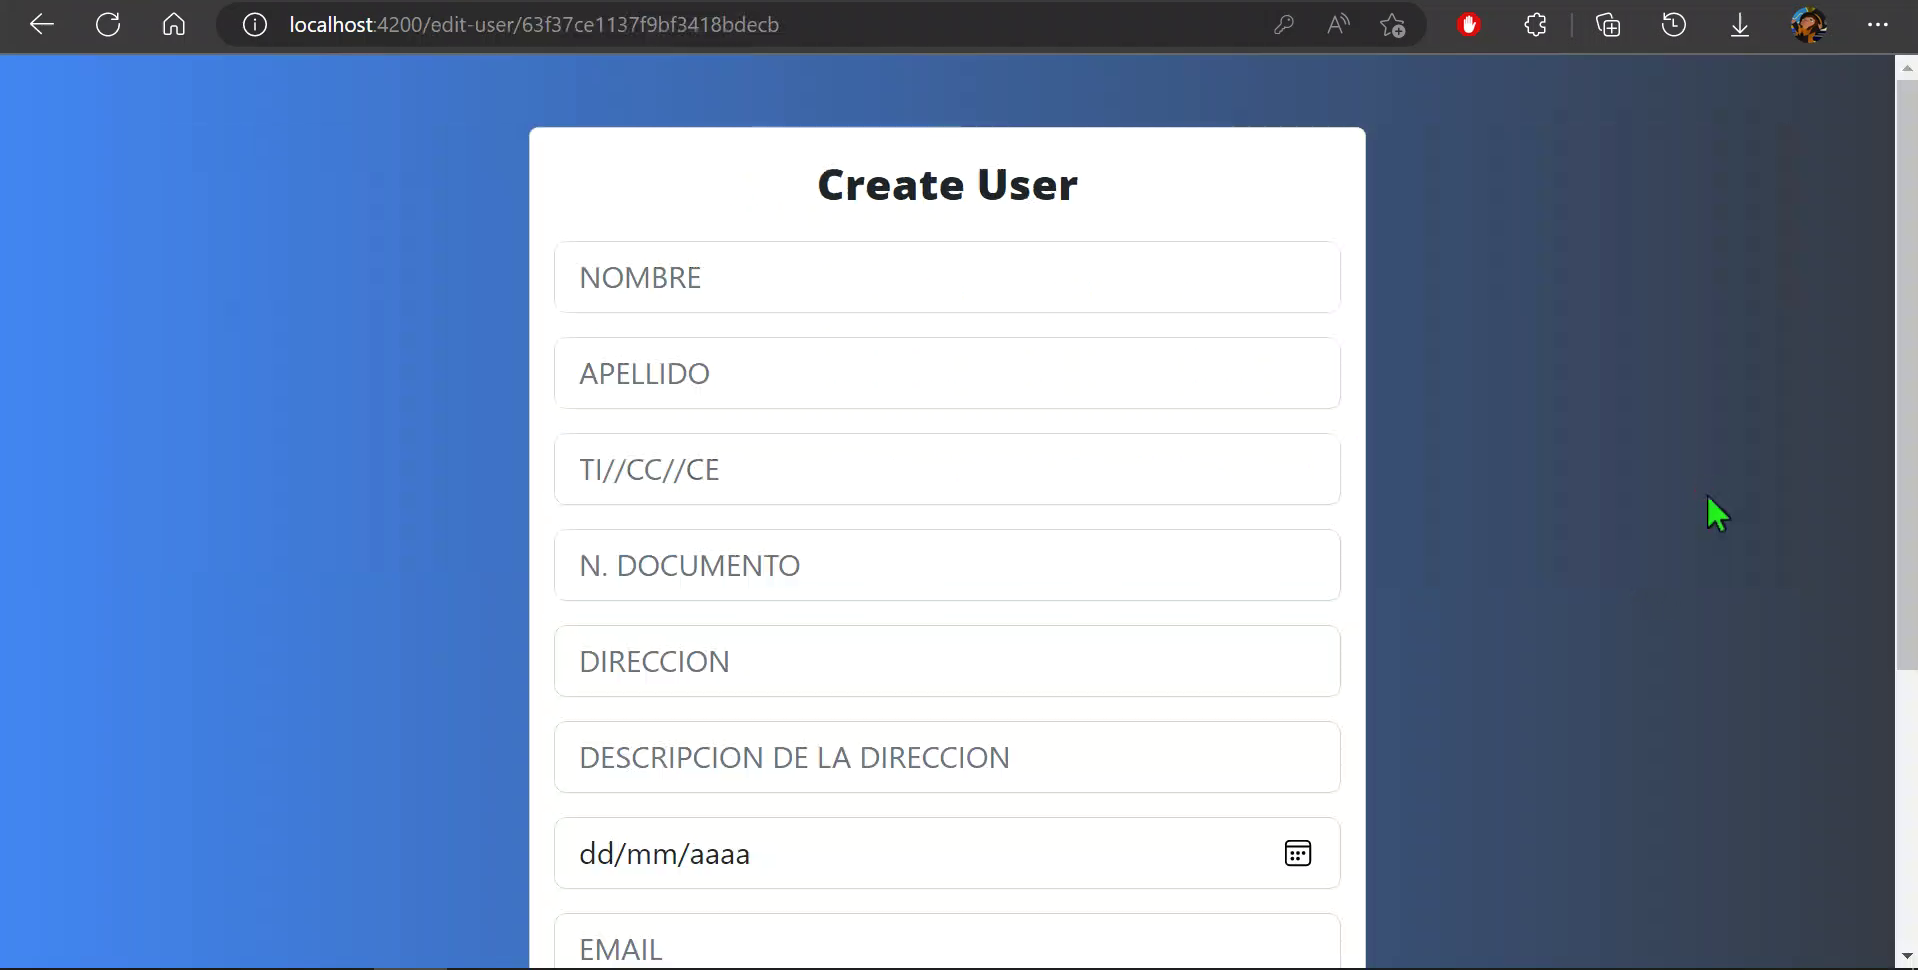 localhost:4200/edit-user/63f37ce1137f9bf3418bdecb
Create User
NOMBRE
APELLIDO
TI//CC//CE
N. DOCUMENTO
DIRECCION
DESCRIPCION DE LA DIRECCION
dd/mm/aaaa
EMAIL